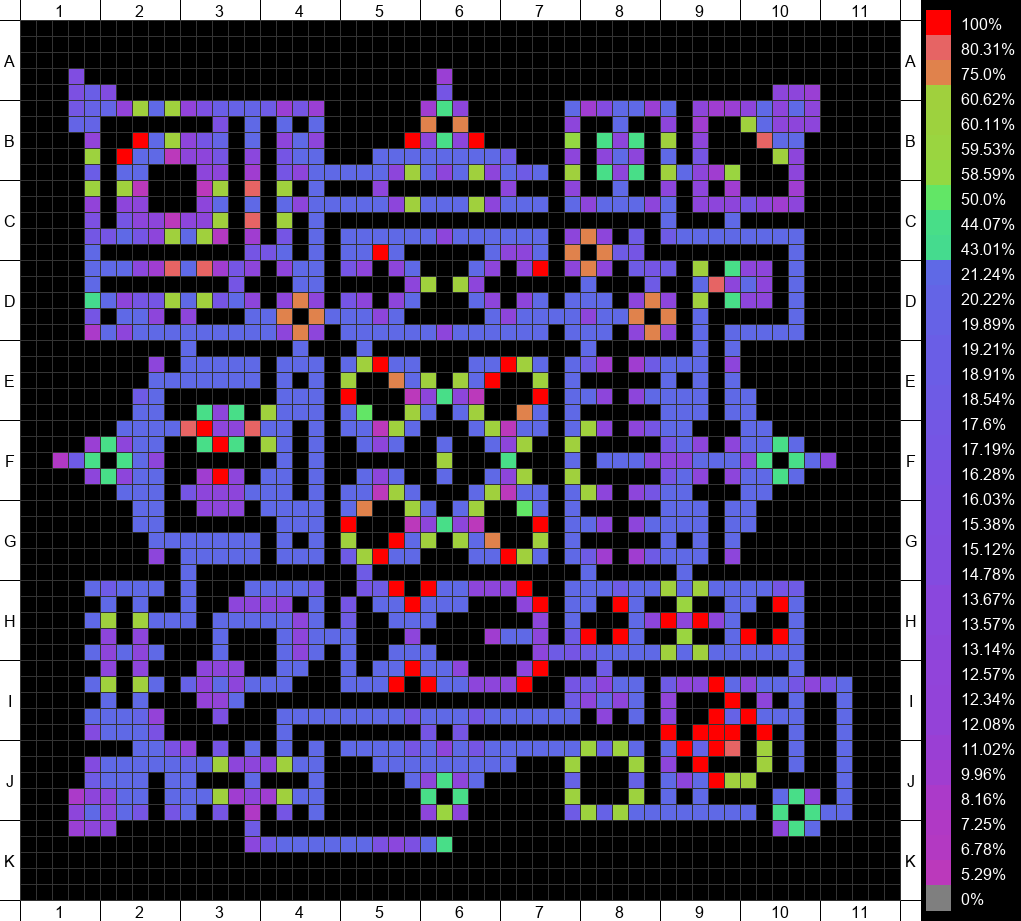 1 2 3 4 5 6 7 8 9 10 11
A A 100%
80.31%
75.0%
60.62%
B B 60.11%
59.53%
58.59%
50.0%
C C 44.07%
43.01%
21.24%
D D 20.22%
19.89%
19.21%
E E 18.91%
18.54%
17.6%
F F 17.19%
16.28%
16.03%
15.38%
G G 15.12%
14.78%
13.67%
H H 13.57%
13.14%
12.57%
I I 12.34%
12.08%
11.02%
J J 9.96%
8.16%
7.25%
K K 6.78%
5.29%
0%
1 2 3 4 5 6 7 8 9 10 11